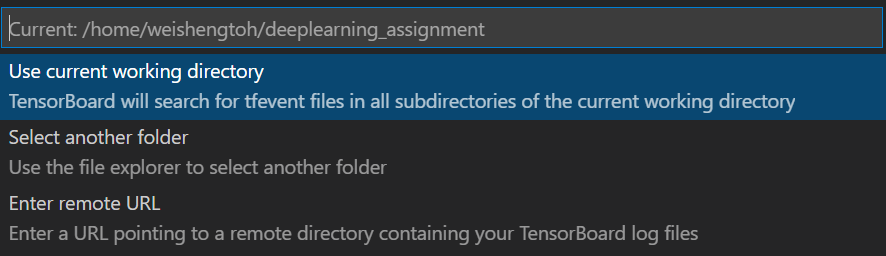 Current: /home/weishengtoh/deeplearning_assignment
Use current working directory
TensorBoard will search for tfevent files in all subdirectories of the current working directory
Select another folder
Use the file explorer to select another folder
Enter remote URL
Enter a URL pointing to a remote directory containing your TensorBoard log files